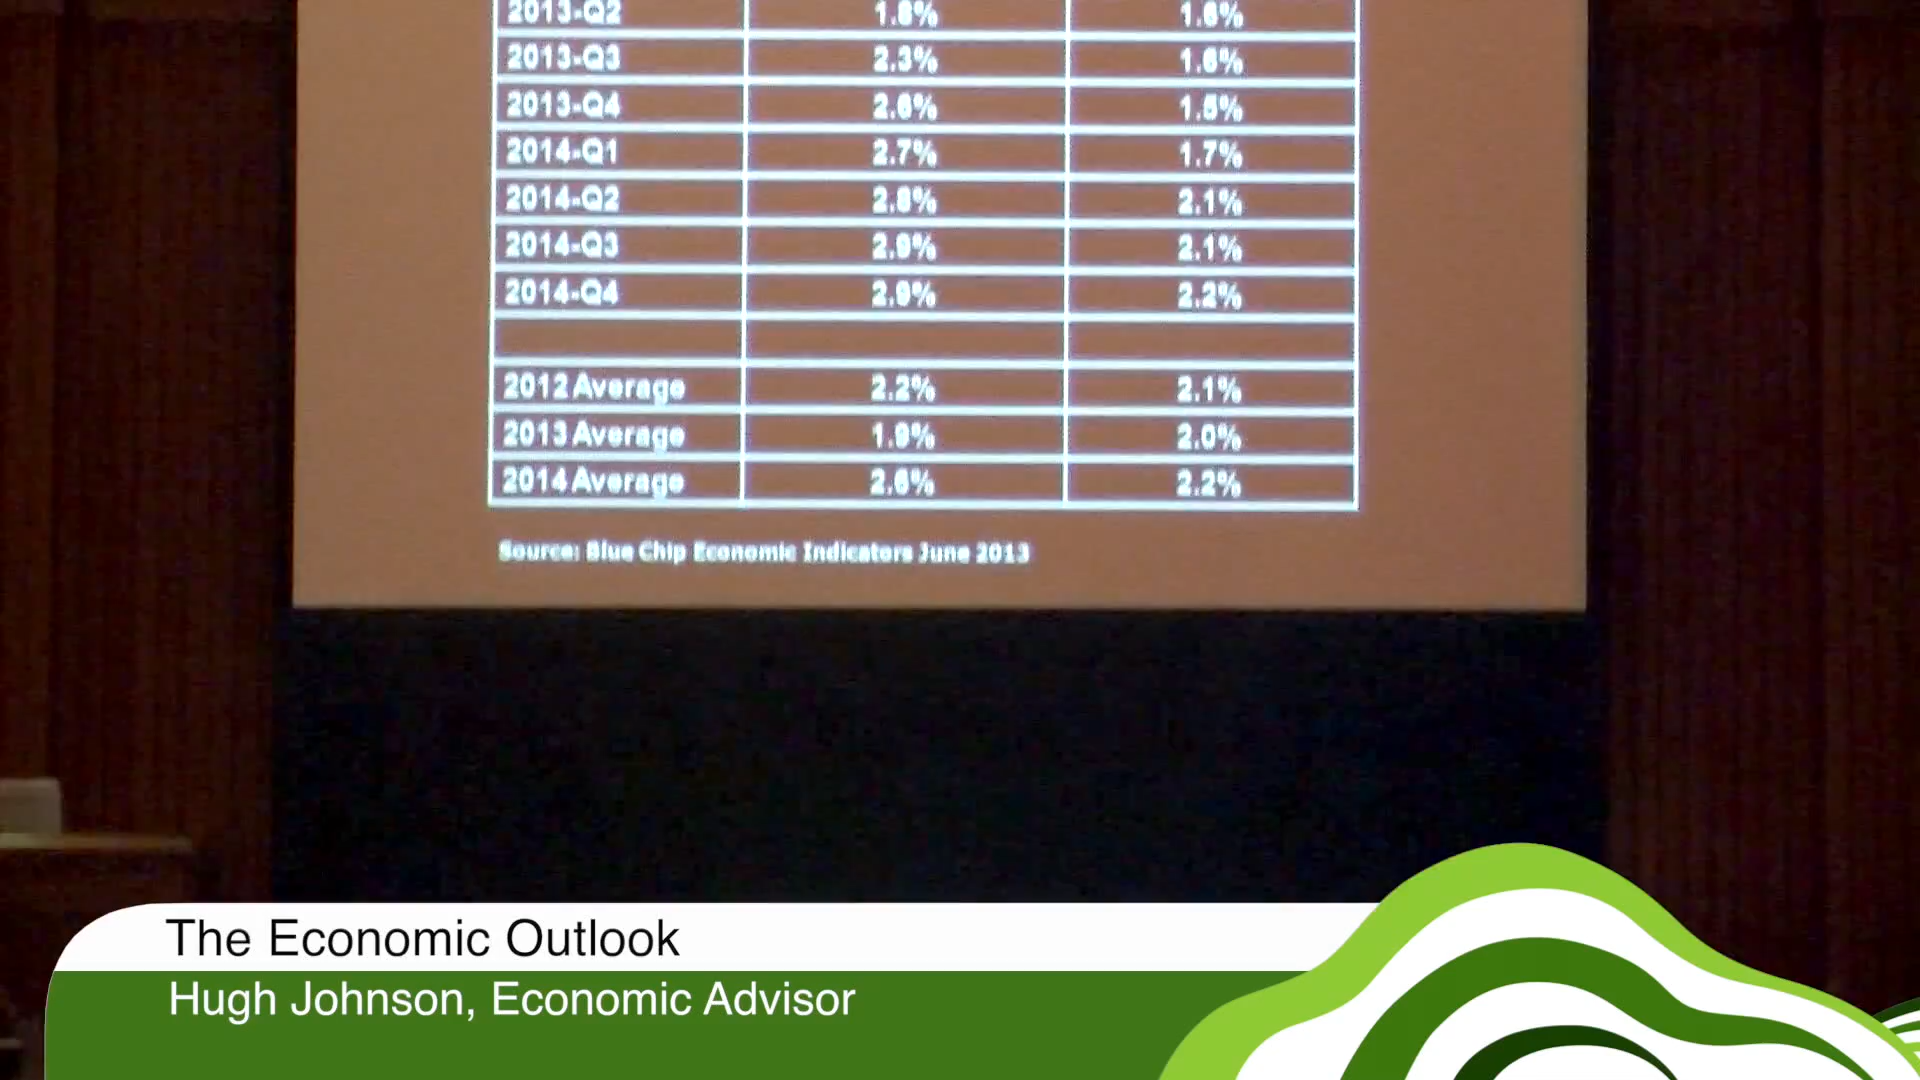 2013-Q2 1.8% 1.6%
2013-Q3 2.3% 1.6%
2013-Q4 2.6% 1.5%
2014-Q1 2.7% 1.7%
2014-Q2 2.8% 2.1%
2014-Q3 2.9% 2.1%
2014-Q4 2.9% 2.2%
2012 Average 2.2% 2.1%
2013 Average 1.9% 2.0%
2014 Average 2.6% 2.2%
Source: Blue Chip Economic Indicators June 2013
The Economic Outlook
Hugh Johnson, Economic Advisor